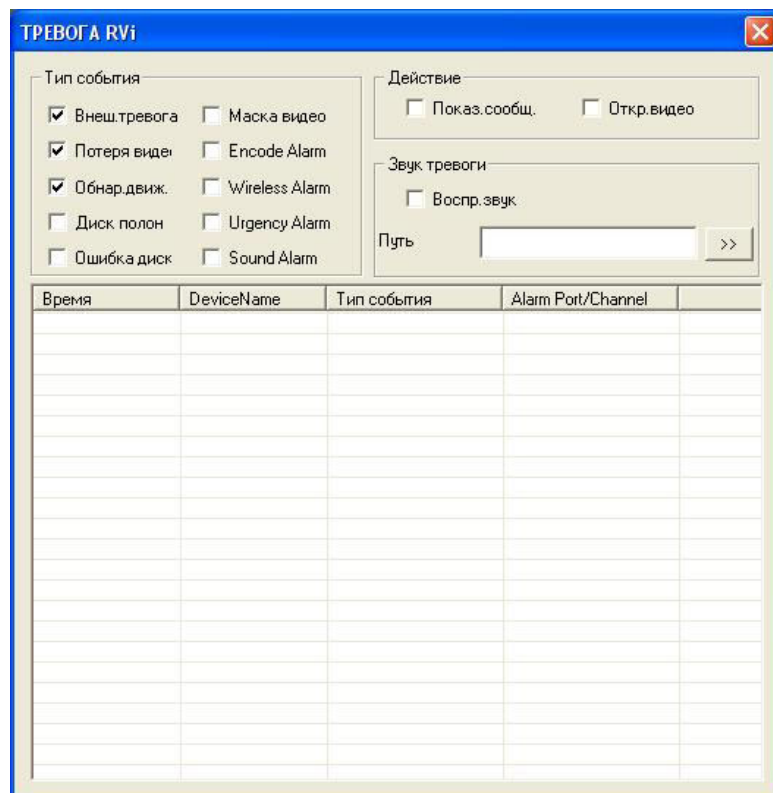 ТРЕВОГА RVi
Тип события
Внеш.тревога
Маска видео
Потеря видео
Encode Alarm
Обнар.движ.
Wireless Alarm
Диск полон
Urgency Alarm
Ошибка диск
Sound Alarm
Действие
Показ.сообщ.
Откр.видео
Звук тревоги
Воспр.звук
Путь
>>
Время DeviceName Тип события Alarm Port/Channel